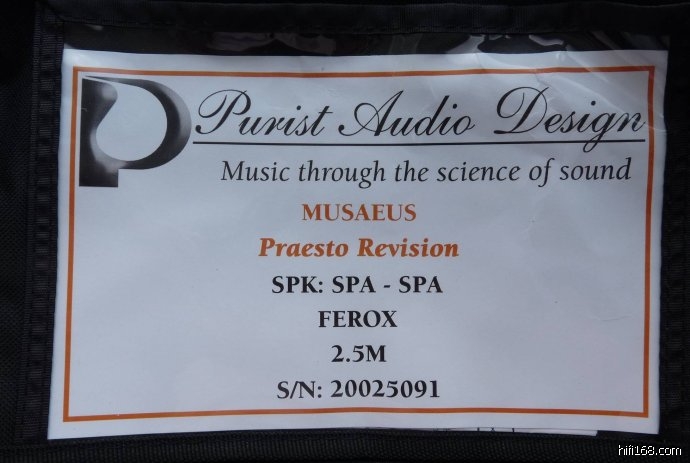 Purist Audio Design
Music through the science of sound
MUSAEUS
Praesto Revision
SPK: SPA - SPA
FEROX
2.5M
S/N: 20025091
hifi168.com